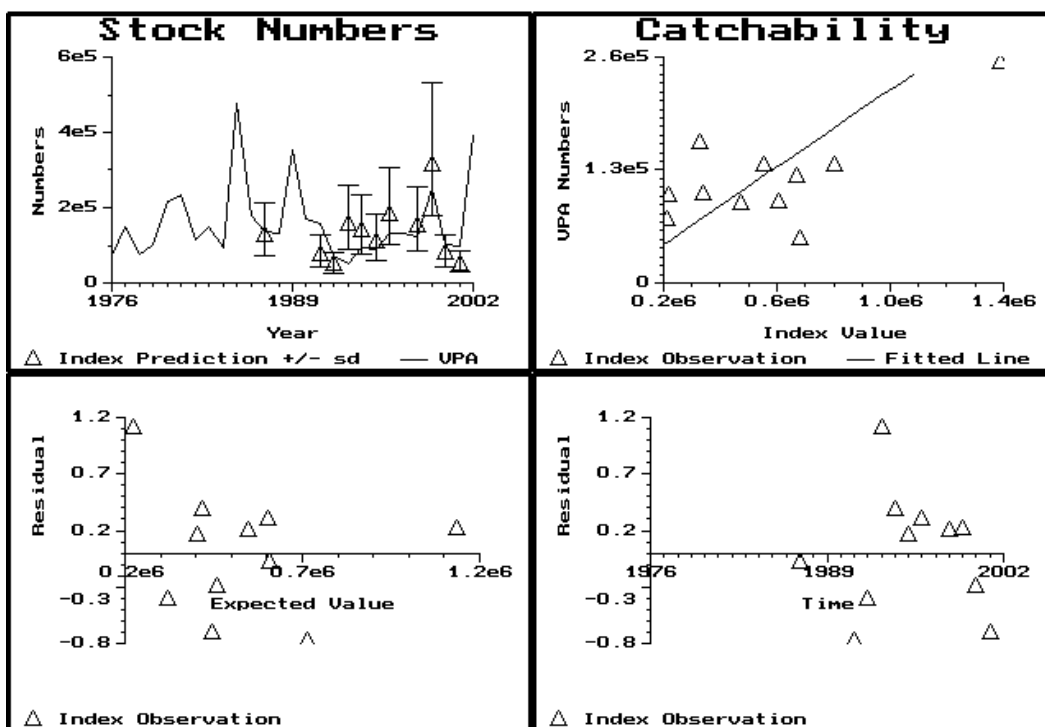 Stock Numbers
6e5
4e5
2e5
0
Numbers
1976 1989 2002
Year
Index Prediction +/- sd VPA
Catchability
2.6e5
1.3e5
0
VPA Numbers
0.2e6 0.6e6 1.0e6 1.4e6
Index Value
Index Observation Fitted Line
1.2
0.7
0.2
-0.3
-0.8
Residual
0.2e6 0.7e6 1.2e6
Expected Value
Index Observation
1.2
0.7
0.2
-0.3
-0.8
Residual
1976 1989 2002
Time
Index Observation